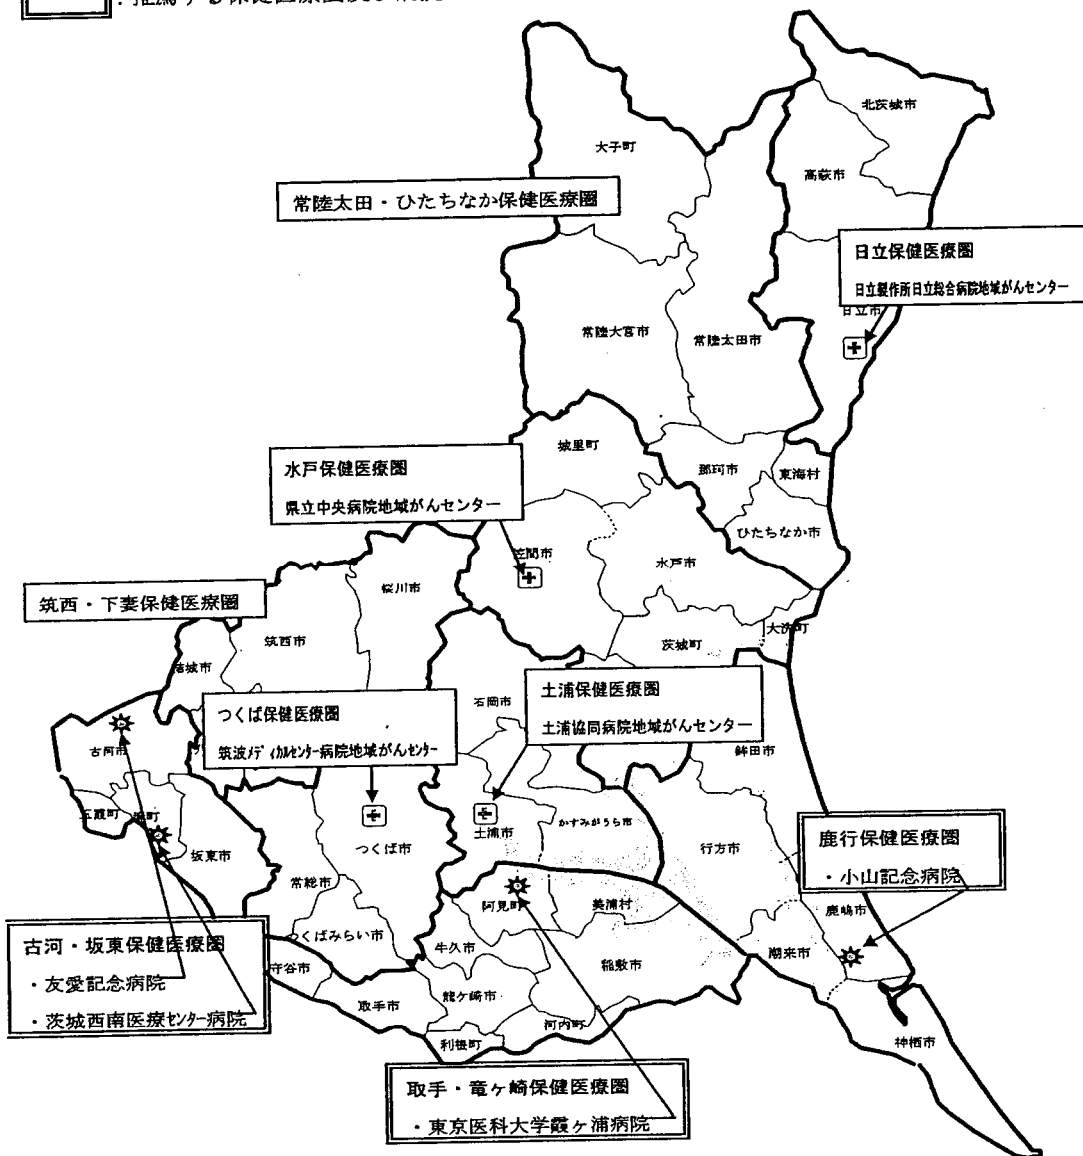 ：推薦する保健医療圏及び病院
北茨城市
大子町
高萩市
常陸太田・ひたちなか保健医療圏
日立保健医療圏
日立製作所日立総合病院地域がんセンター
日立市
常陸大宮市
常陸太田市
城里町
那珂市
東海村
水戸保健医療圏
県立中央病院地域がんセンター
ひたちなか市
笠間市
水戸市
桜川市
筑西・下妻保健医療圏
大洗町
筑西市
茨城町
結城市
石岡市
土浦保健医療圏
土浦協同病院地域がんセンター
つくば保健医療圏
筑波メディカルセンター病院地域がんセンター
古河市
鉾田市
五霞町
境町
かすみがうら市
土浦市
つくば市
坂東市
行方市
鹿行保健医療圏
・小山記念病院
常総市
阿見町
美浦村
鹿嶋市
つくばみらい市
牛久市
潮来市
古河・坂東保健医療圏
・友愛記念病院
・茨城西南医療センター病院
守谷市
稲敷市
取手市
龍ヶ崎市
河内町
利根町
神栖市
取手・竜ヶ崎保健医療圏
・東京医科大学霞ヶ浦病院